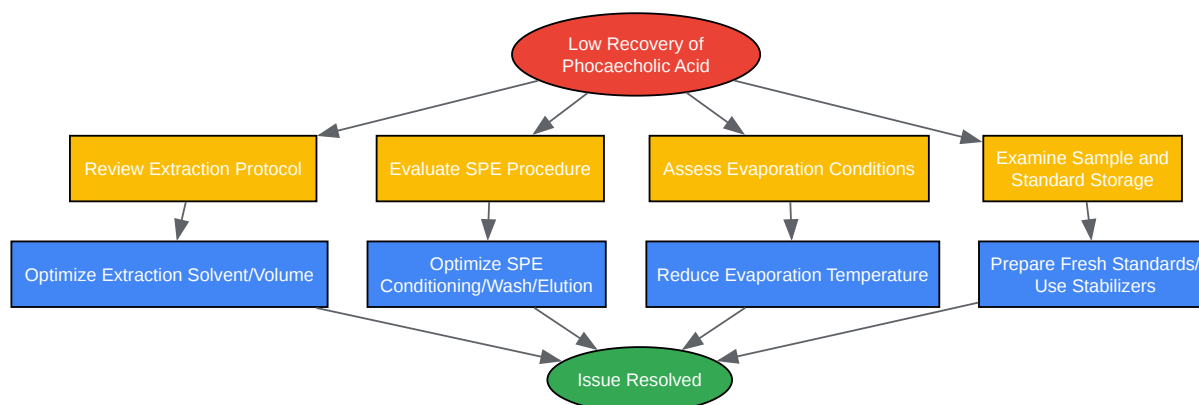 Low Recovery of
Phocaecholic Acid
Review Extraction Protocol
Evaluate SPE Procedure
Assess Evaporation Conditions
Examine Sample and
Standard Storage
Optimize Extraction Solvent/Volume
Optimize SPE
Conditioning/Wash/Elution
Reduce Evaporation Temperature
Prepare Fresh Standards/
Use Stabilizers
Issue Resolved